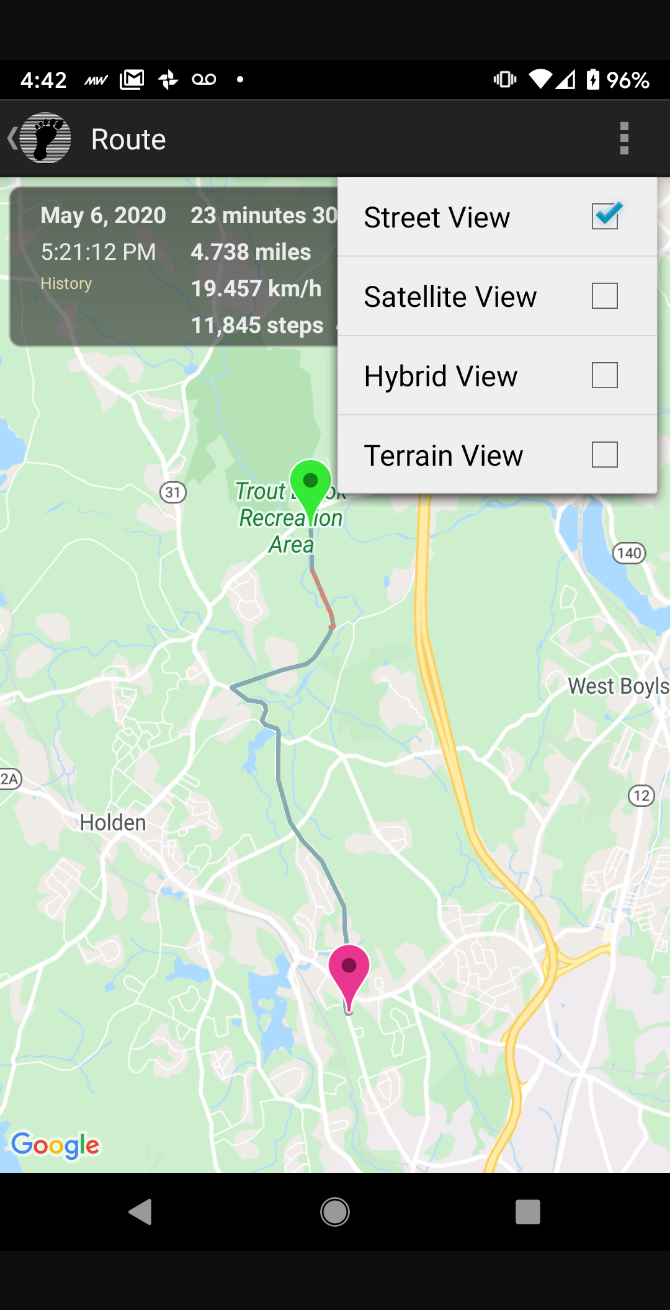 4:42
96%
Route
May 6, 2020
23 minutes 30
5:21:12 PM
4.738 miles
History
19.457 km/h
11,845 steps
Street View
Satellite View
Hybrid View
Terrain View
31
Trout
Recreation
Area
140
West Boyls
2A
12
Holden
Google